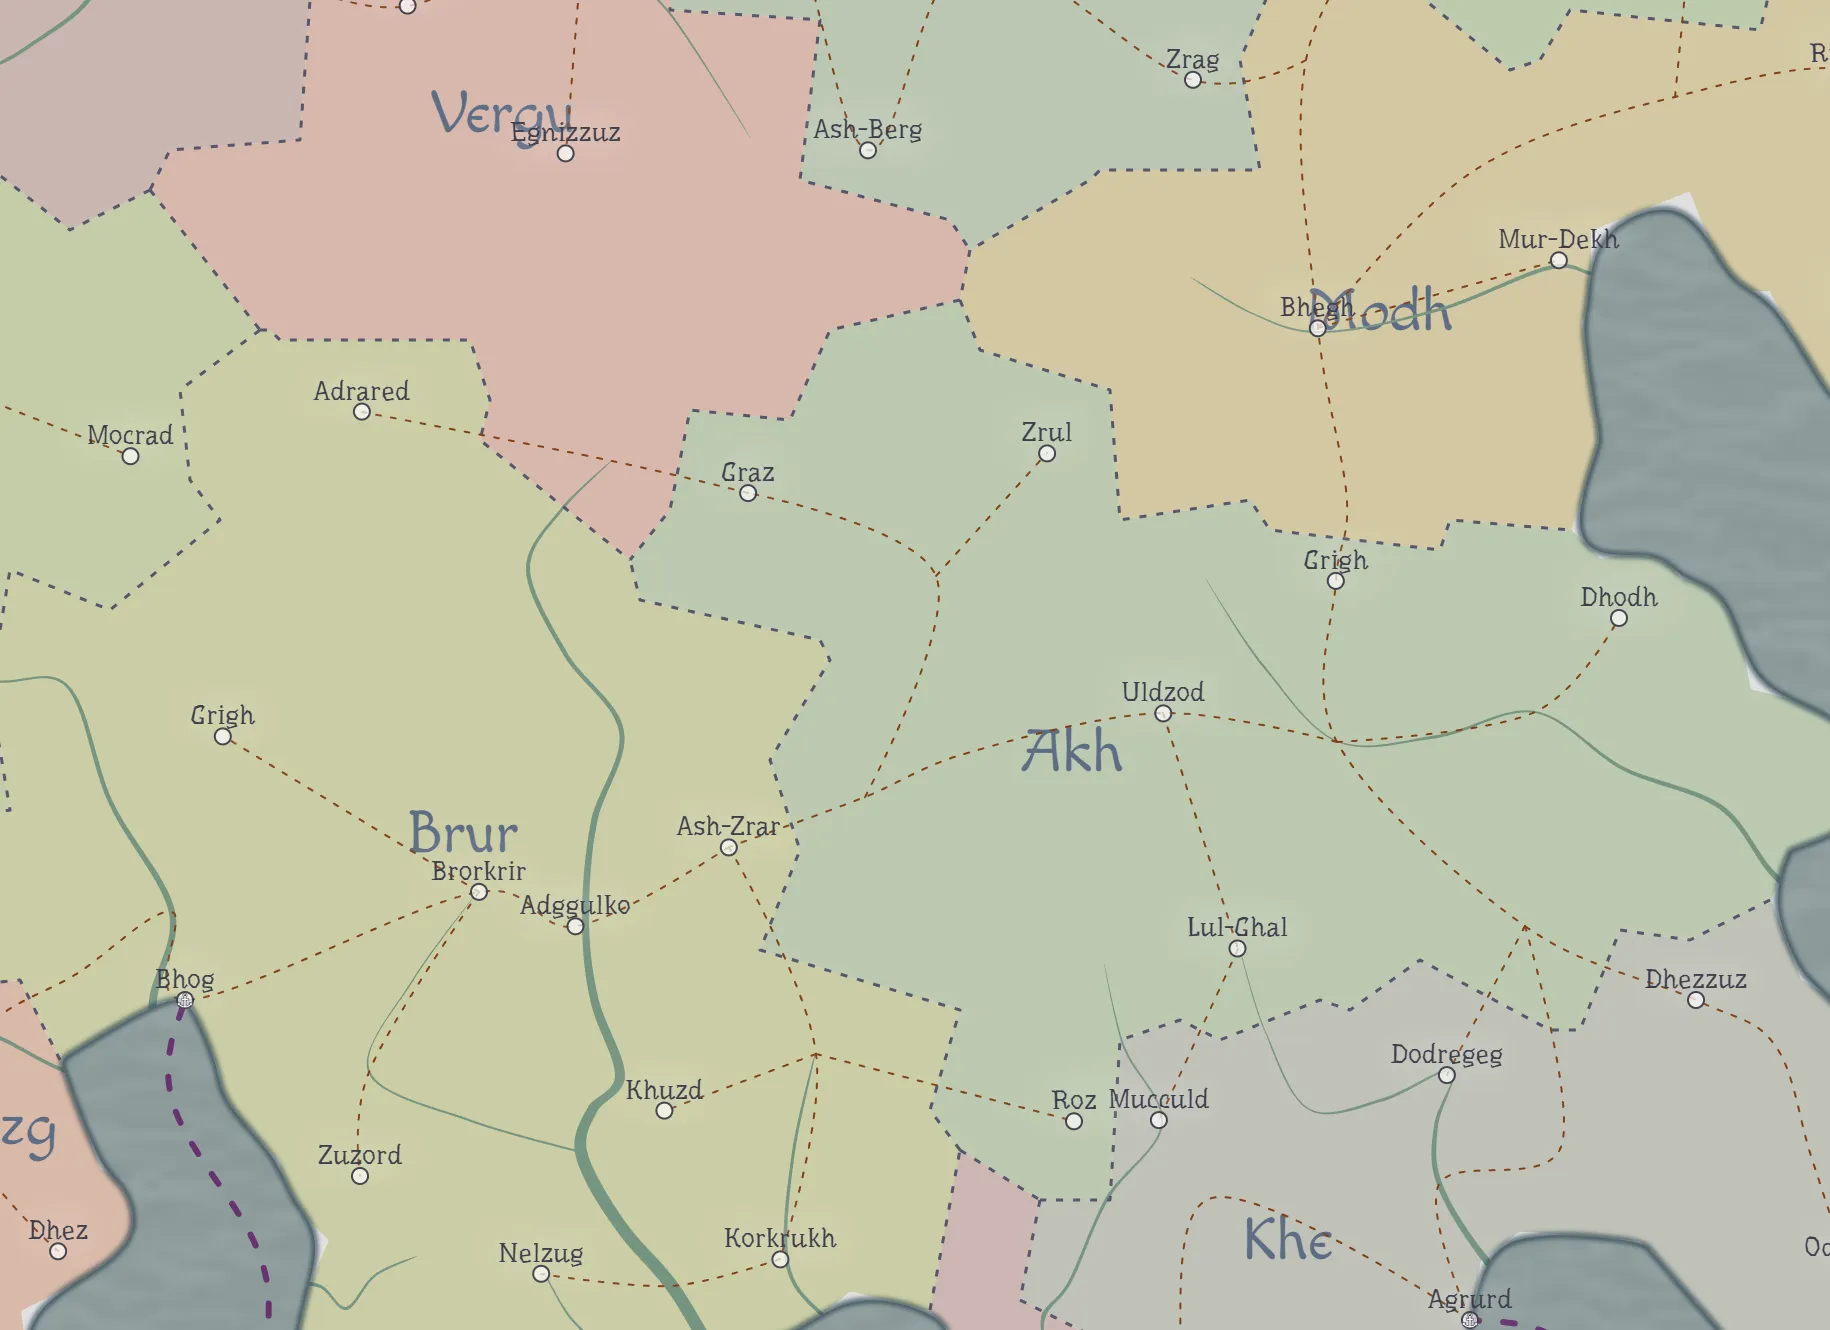 Zrag
R
Vergu
Egnizzuz
Ash-Berg
Mur-Dekh
Bhegh
Modh
Adrared
Mocrad
Zrul
Graz
Grigh
Dhodh
Uldzod
Grigh
Akh
Brur
Ash-Zrar
Brorkrir
Adggulko
Lul-Ghal
Bhog
Dhezzuz
Dodregeg
Khuzd
Roz
Mucculd
zg
Zuzord
Dhez
Nelzug
Korkrukh
Khe
Od
Agrurd